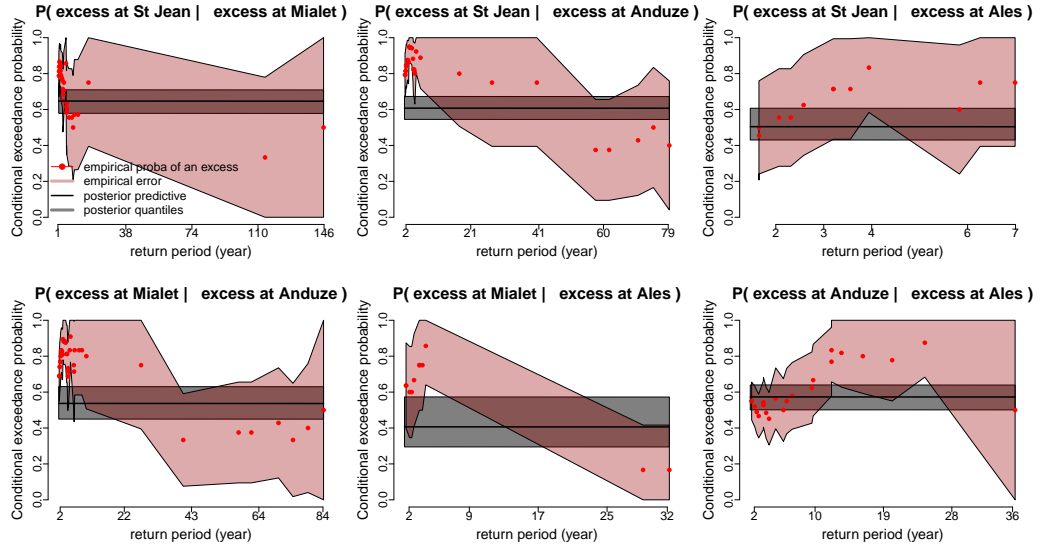 P( excess at St Jean | excess at Mialet )
Conditional exceedance probability
0.0 0.2 0.4 0.6 0.8 1.0
empirical proba of an excess
empirical error
posterior predictive
posterior quantiles
1 38 74 110 146
return period (year)
P( excess at St Jean | excess at Anduze )
Conditional exceedance probability
0.0 0.2 0.4 0.6 0.8 1.0
2 21 41 60 79
return period (year)
P( excess at St Jean | excess at Ales )
Conditional exceedance probability
0.0 0.2 0.4 0.6 0.8 1.0
2 3 4 6 7
return period (year)
P( excess at Mialet | excess at Anduze )
Conditional exceedance probability
0.0 0.2 0.4 0.6 0.8 1.0
2 22 43 64 84
return period (year)
P( excess at Mialet | excess at Ales )
Conditional exceedance probability
0.0 0.2 0.4 0.6 0.8 1.0
2 9 17 25 32
return period (year)
P( excess at Anduze | excess at Ales )
Conditional exceedance probability
0.0 0.2 0.4 0.6 0.8 1.0
2 10 19 28 36
return period (year)